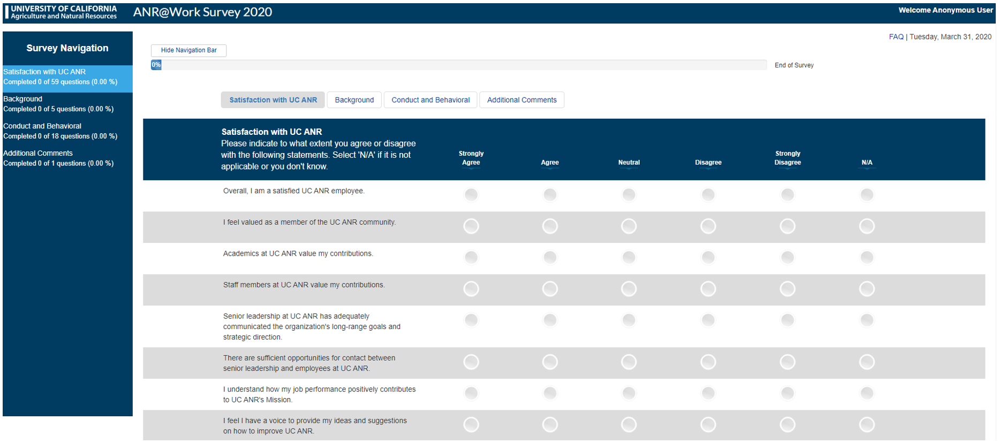 UNIVERSITY OF CALIFORNIA
Agriculture and Natural Resources
ANR@Work Survey 2020
Welcome Anonymous User
FAQ | Tuesday, March 31, 2020
Survey Navigation
Satisfaction with UC ANR
Completed 0 of 59 questions (0.00 %)
Background
Completed 0 of 5 questions (0.00 %)
Conduct and Behavioral
Completed 0 of 18 questions (0.00 %)
Additional Comments
Completed 0 of 1 questions (0.00 %)
Hide Navigation Bar
0%
End of Survey
Satisfaction with UC ANR
Background
Conduct and Behavioral
Additional Comments
Satisfaction with UC ANR
Please indicate to what extent you agree or disagree
with the following statements. Select 'N/A' if it is not
applicable or you don't know.
Strongly
Agree
Agree
Neutral
Disagree
Strongly
Disagree
N/A
Overall, I am a satisfied UC ANR employee.
I feel valued as a member of the UC ANR community.
Academics at UC ANR value my contributions.
Staff members at UC ANR value my contributions.
Senior leadership at UC ANR has adequately
communicated the organization's long-range goals and
strategic direction.
There are sufficient opportunities for contact between
senior leadership and employees at UC ANR.
I understand how my job performance positively contributes
to UC ANR's Mission.
I feel I have a voice to provide my ideas and suggestions
on how to improve UC ANR.